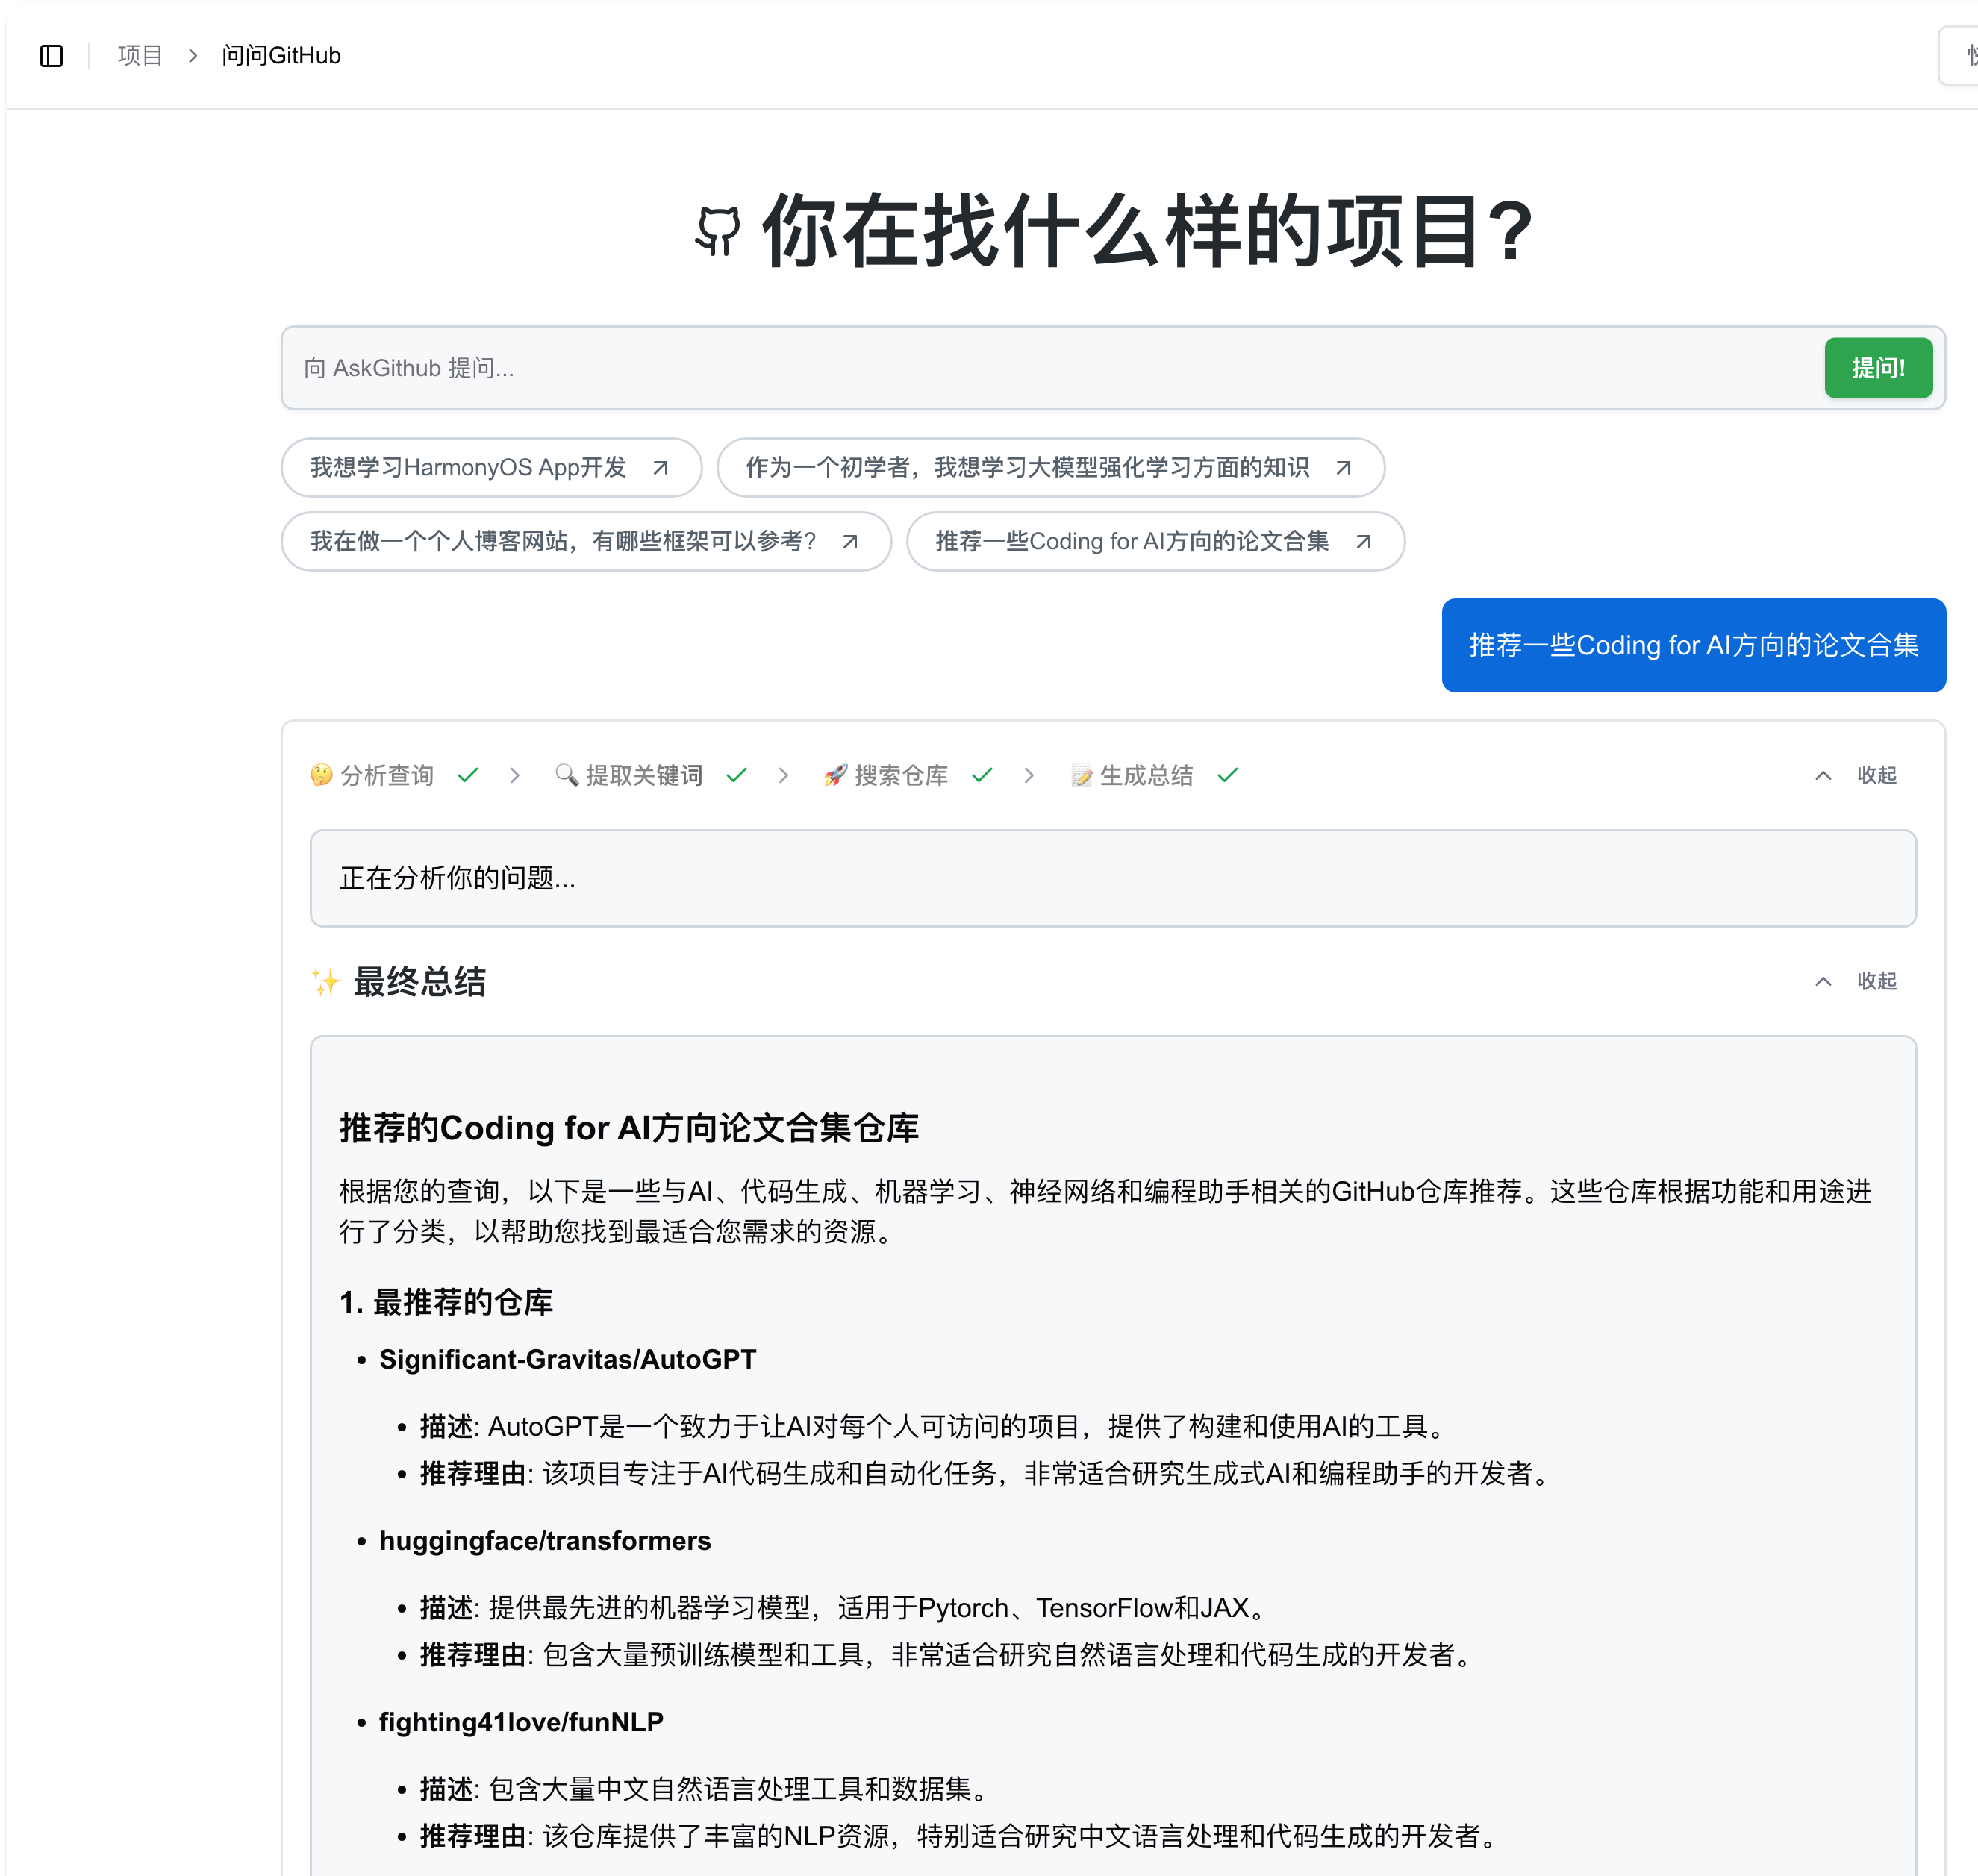 项目 > 问问GitHub
你在找什么样的项目?
向 AskGithub 提问...
提问!
我想学习HarmonyOS App开发
作为一个初学者，我想学习大模型强化学习方面的知识
我在做一个个人博客网站，有哪些框架可以参考?
推荐一些Coding for AI方向的论文合集
推荐一些Coding for AI方向的论文合集
🤔 分析查询 ✓ > 🔍 提取关键词 ✓ > 🚀 搜索仓库 ✓ > 📝 生成总结 ✓
收起
正在分析你的问题...
✨ 最终总结
收起
推荐的Coding for AI方向论文合集仓库
根据您的查询，以下是一些与AI、代码生成、机器学习、神经网络和编程助手相关的GitHub仓库推荐。这些仓库根据功能和用途进
行了分类，以帮助您找到最适合您需求的资源。
1. 最推荐的仓库
• Significant-Gravitas/AutoGPT
• 描述: AutoGPT是一个致力于让AI对每个人可访问的项目，提供了构建和使用AI的工具。
• 推荐理由: 该项目专注于AI代码生成和自动化任务，非常适合研究生成式AI和编程助手的开发者。
• huggingface/transformers
• 描述: 提供最先进的机器学习模型，适用于Pytorch、TensorFlow和JAX。
• 推荐理由: 包含大量预训练模型和工具，非常适合研究自然语言处理和代码生成的开发者。
• fighting41love/funNLP
• 描述: 包含大量中文自然语言处理工具和数据集。
• 推荐理由: 该仓库提供了丰富的NLP资源，特别适合研究中文语言处理和代码生成的开发者。